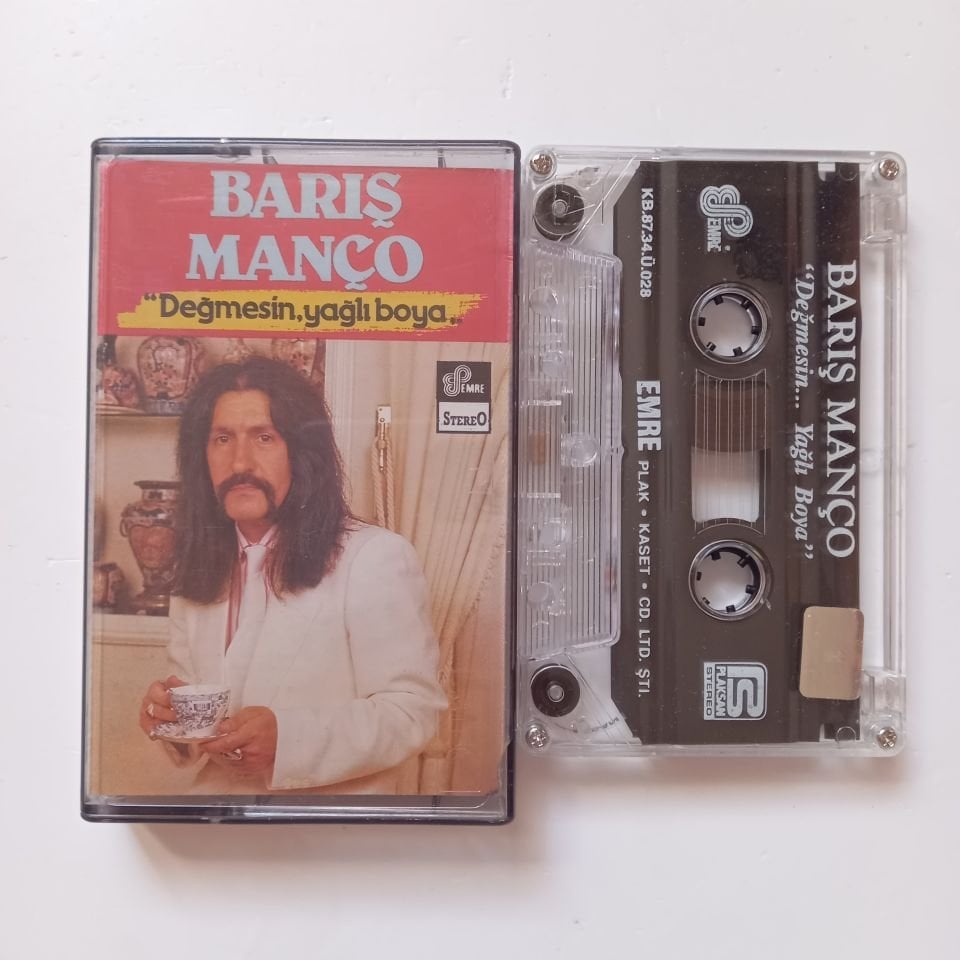 BARIŞ
MANÇO
“Değmesin, yağlı boya...
EMRE
STEREO
BARIŞ MANÇO
“Değmesin... Yağlı Boya”
EMRE
KB.87.34.Ü.028
EMRE PLAK • KASET • CD. LTD. ŞTİ.
PLAKSAN
STEREO